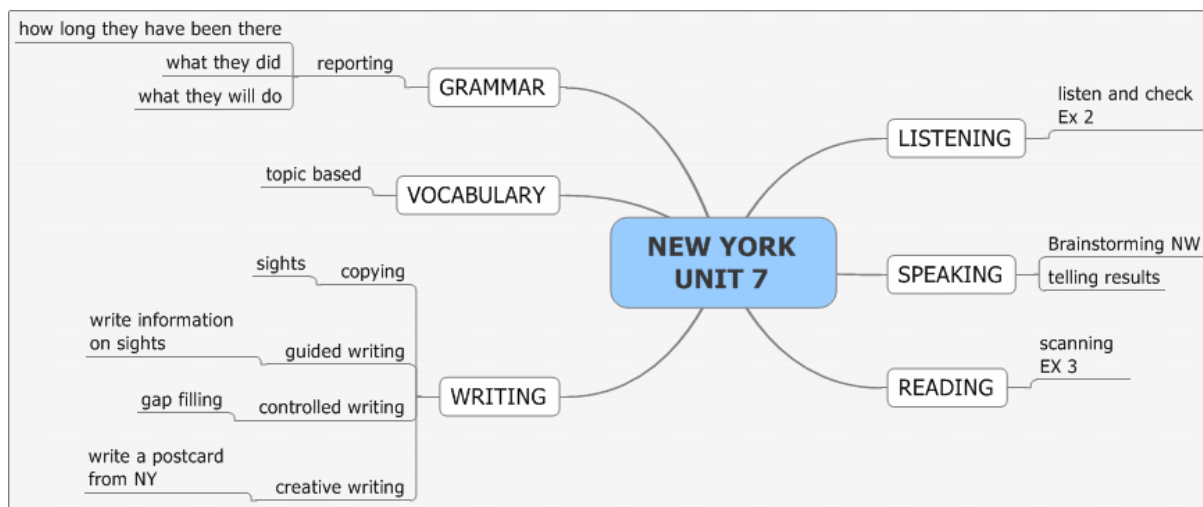 how long they have been there
what they did
what they will do
reporting
GRAMMAR
topic based
VOCABULARY
sights
copying
write information
on sights
guided writing
gap filling
controlled writing
write a postcard
from NY
creative writing
WRITING
NEW YORK
UNIT 7
LISTENING
listen and check
Ex 2
SPEAKING
Brainstorming NW
telling results
READING
scanning
EX 3